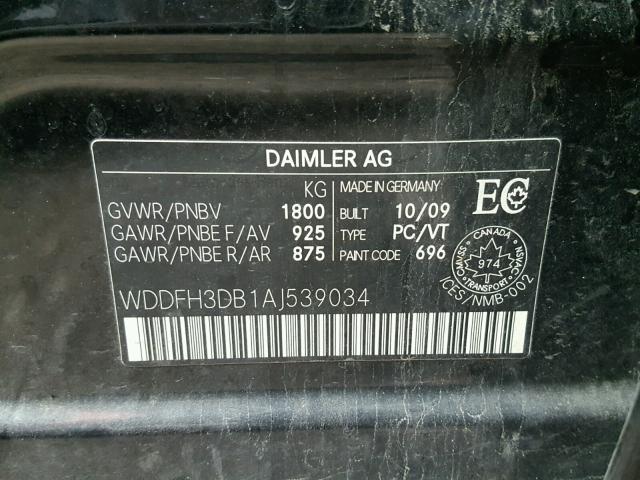 DAIMLER AG
KG
MADE IN GERMANY
GVWR/PNBV 1800
BUILT 10/09
GAWR/PNBE F/AV 925
TYPE PC/VT
GAWR/PNBE R/AR 875
PAINT CODE 696
EC
CANADA
CMVSS
NSVAC
974
TRANSPORT
ICES/NMB-002
WDDFH3DB1AJ539034